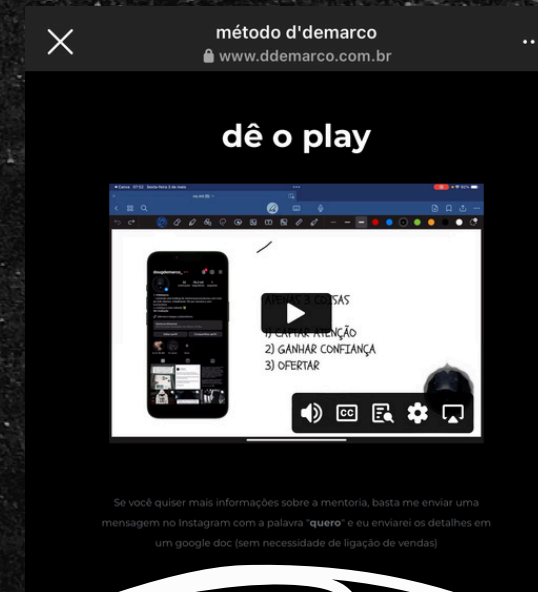 método d'demarco
www.ddemarco.com.br
dê o play
APENAS 3 COISAS
1) CAPTAR ATENÇÃO
2) GANHAR CONFIANÇA
3) OFERTAR
CC
Se você quiser mais informações sobre a mentoria, basta me enviar uma
mensagem no Instagram com a palavra "quero" e eu enviarei os detalhes em
um google doc (sem necessidade de ligação de vendas)